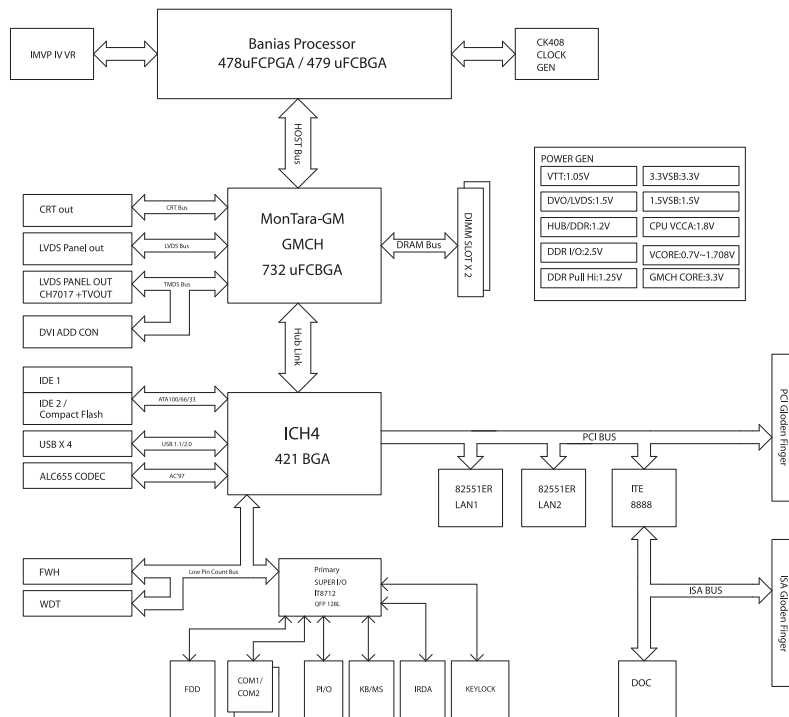 IMVP IV VR
Banias Processor
478uFCPGA / 479 uFCBGA
CK408
CLOCK
GEN
HOST Bus
POWER GEN
VTT:1.05V
3.3VSB:3.3V
DVO/LVDS:1.5V
1.5VSB:1.5V
HUB/DDR:1.2V
CPU VCCA:1.8V
DDR I/O:2.5V
VCORE:0.7V~1.708V
DDR Pull Hi:1.25V
GMCH CORE:3.3V
CRT out
CRT Bus
LVDS Panel out
LVDS Bus
LVDS PANEL OUT
CH7017 +TVOUT
TMDS Bus
DVI ADD CON
MonTara-GM
GMCH
732 uFCBGA
DRAM Bus
DIMM SLOT X 2
Hub Link
IDE 1
IDE 2 /
Compact Flash
ATA100/66/33
USB X 4
USB 1.1/2.0
ALC655 CODEC
AC'97
ICH4
421 BGA
PCI BUS
PCI Gloden Finger
82551ER
LAN1
82551ER
LAN2
ITE
8888
FWH
WDT
Low Pin Count Bus
Primary
SUPER I/O
IT8712
QFP 128L
ISA BUS
ISA Gloden Finger
FDD
COM1/
COM2
PI/O
KB/MS
IRDA
KEYLOCK
DOC